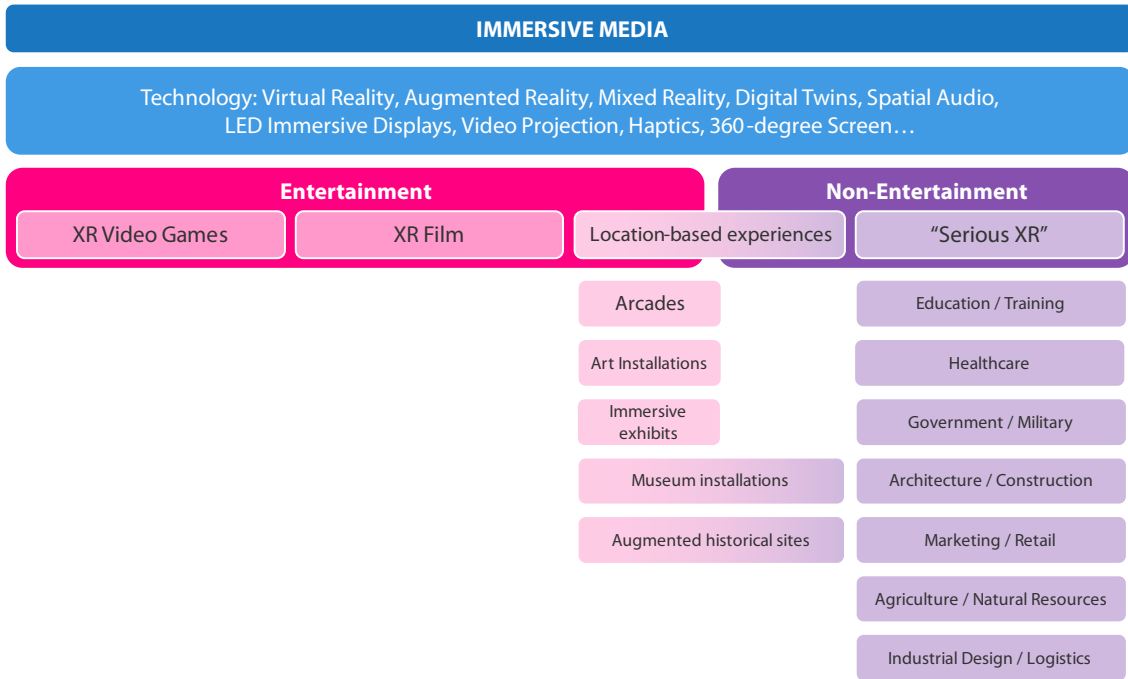 IMMERSIVE MEDIA
Technology: Virtual Reality, Augmented Reality, Mixed Reality, Digital Twins, Spatial Audio,
LED Immersive Displays, Video Projection, Haptics, 360-degree Screen…
Entertainment
Non-Entertainment
XR Video Games
XR Film
Location-based experiences
“Serious XR”
Arcades
Education / Training
Art Installations
Healthcare
Immersive
exhibits
Government / Military
Museum installations
Architecture / Construction
Augmented historical sites
Marketing / Retail
Agriculture / Natural Resources
Industrial Design / Logistics